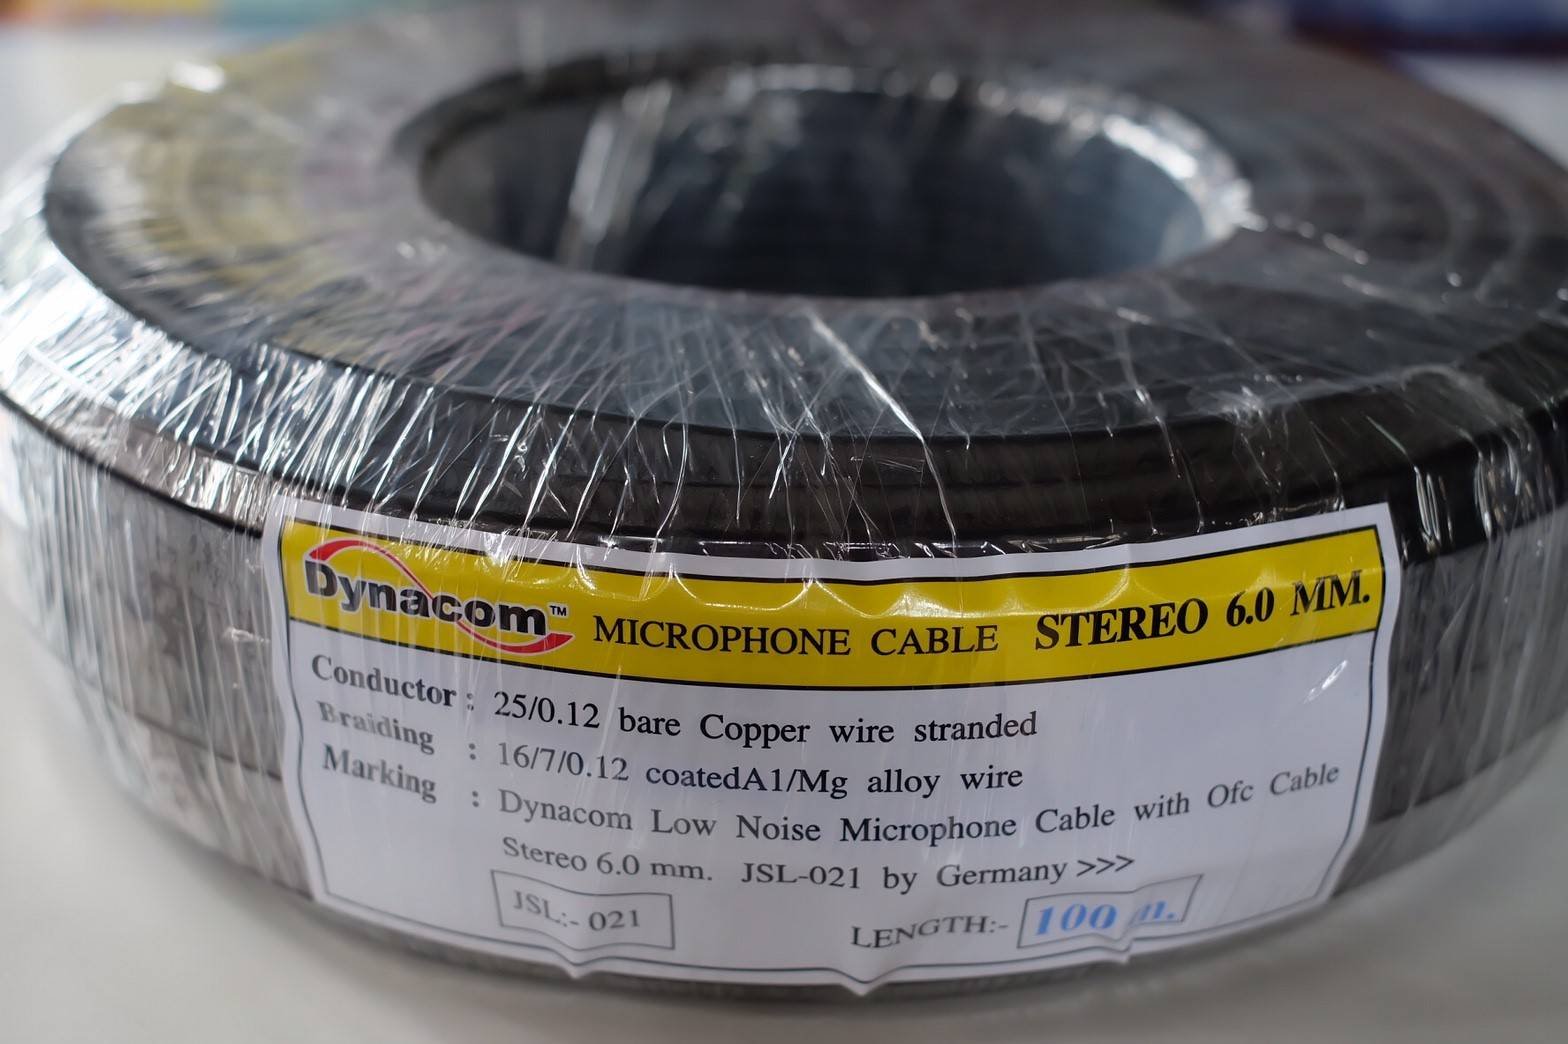 Dynacom™ MICROPHONE CABLE STEREO 6.0 MM.
Conductor : 25/0.12 bare Copper wire stranded
Braiding : 16/7/0.12 coatedA1/Mg alloy wire
Marking : Dynacom Low Noise Microphone Cable with Ofc Cable
Stereo 6.0 mm. JSL-021 by Germany >>>
JSL:- 021 LENGTH:- 100 m.